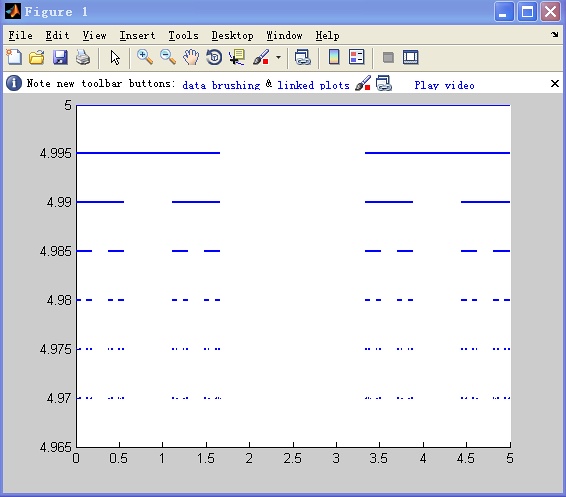 Figure 1
File Edit View Insert Tools Desktop Window Help
Note new toolbar buttons: data brushing & linked plots Play video
5
4.995
4.99
4.985
4.98
4.975
4.97
4.965
0 0.5 1 1.5 2 2.5 3 3.5 4 4.5 5